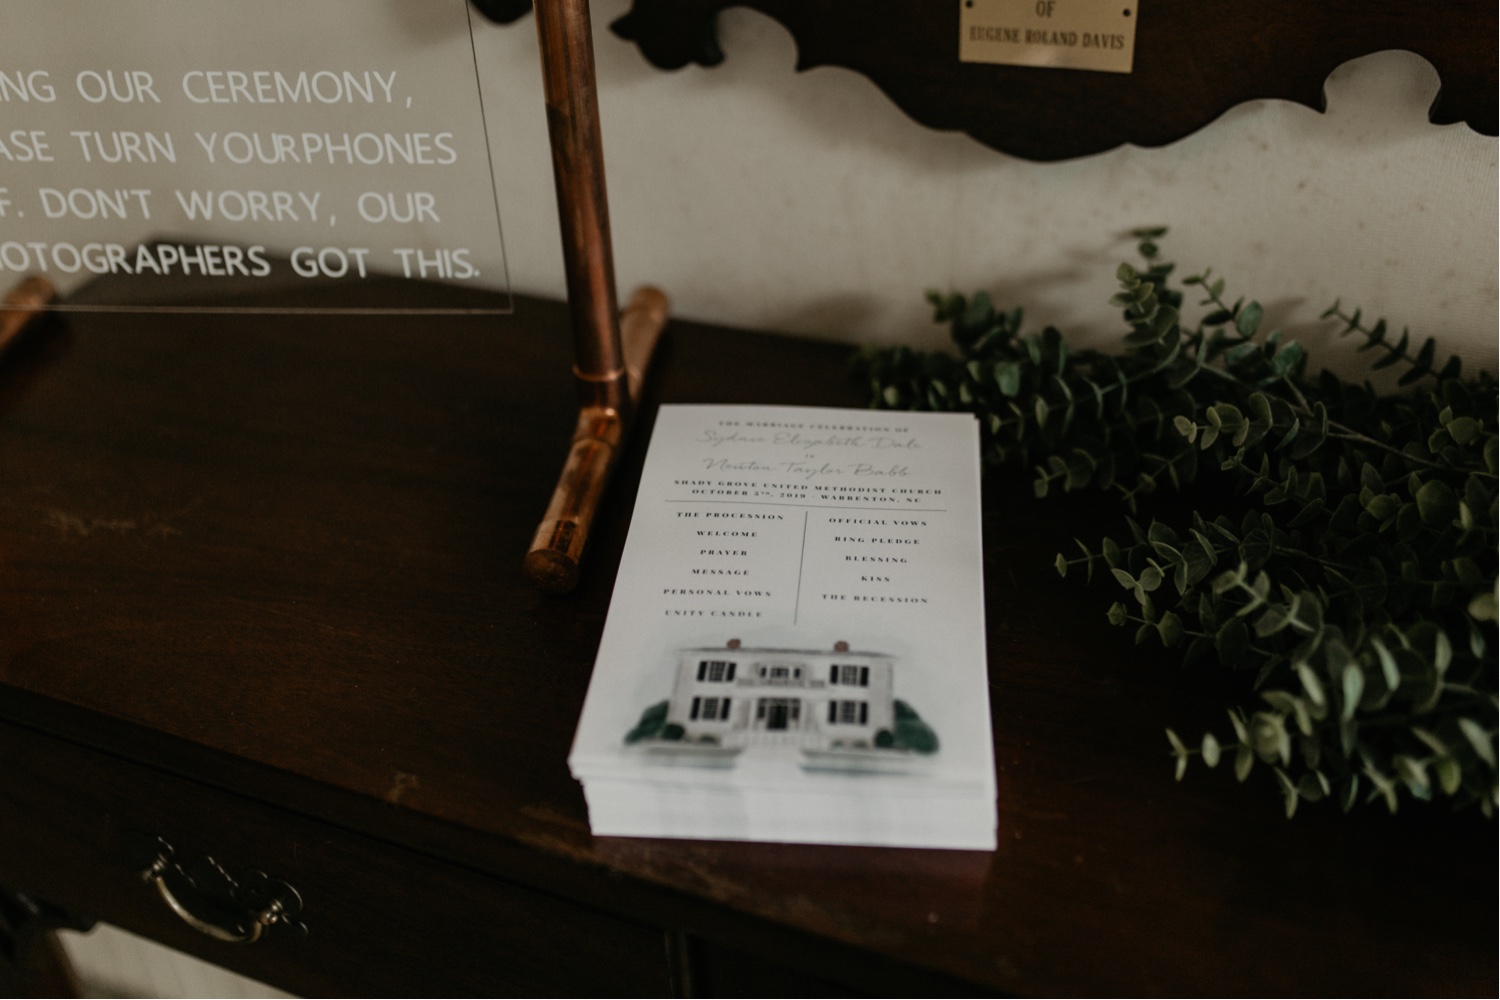 NG OUR CEREMONY,
ASE TURN YOURPHONES
F. DON'T WORRY, OUR
OTOGRAPHERS GOT THIS.
OF
EUGENE ROLAND DAVIS
THE MARRIAGE CELEBRATION OF
Sydnie Elizabeth Dale
to
Newton Taylor Babb
SHADY GROVE UNITED METHODIST CHURCH
OCTOBER 5TH, 2019 · WARRENTON, NC
THE PROCESSION
WELCOME
PRAYER
MESSAGE
PERSONAL VOWS
UNITY CANDLE
OFFICIAL VOWS
RING PLEDGE
BLESSING
KISS
THE RECESSION